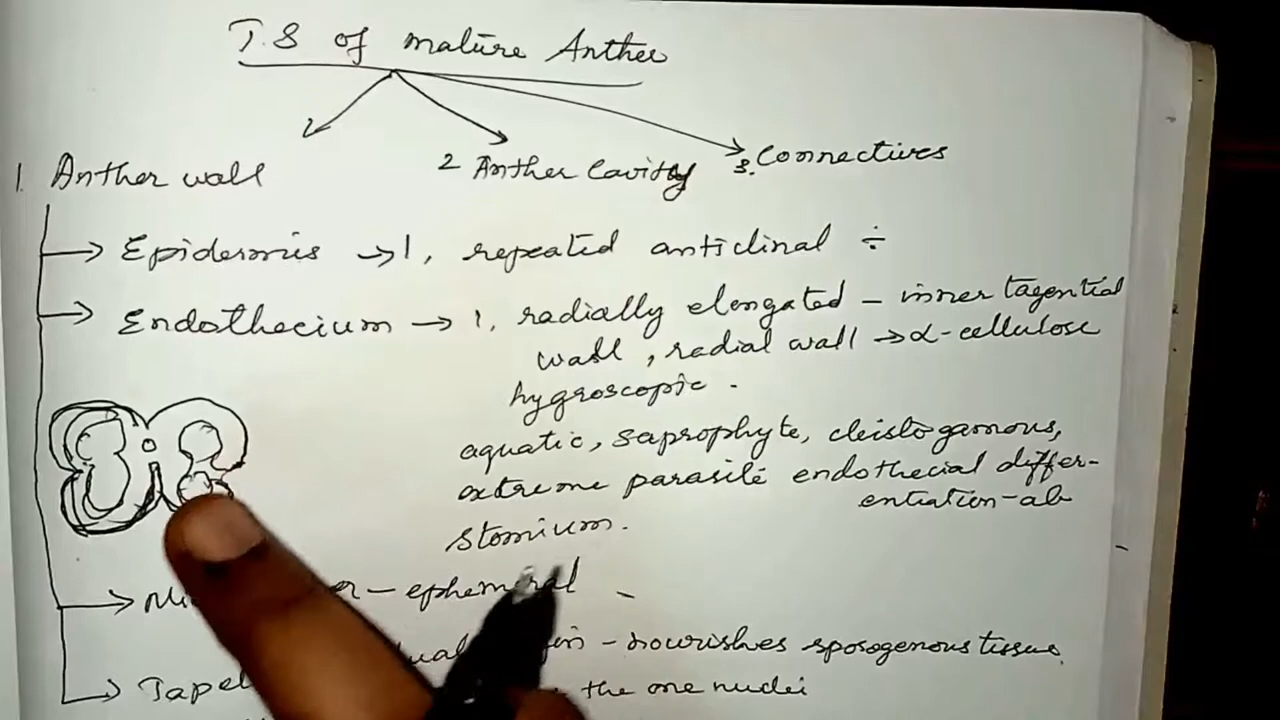 T.S of mature Anther
1. Anther wall
2 Anther Cavity
3. Connectives
Epidermis → 1, repeated anticlinal ÷
Endothecium → 1, radially elongated – inner tagential
wall, radial wall → α-cellulose
hygroscopic.
aquatic, saprophyte, cleistogamous,
extreme parasite endothecial differ-
entiation-ab
stomium.
– ephemeral –
– nourishes sporogenous tissue
the one nuclei